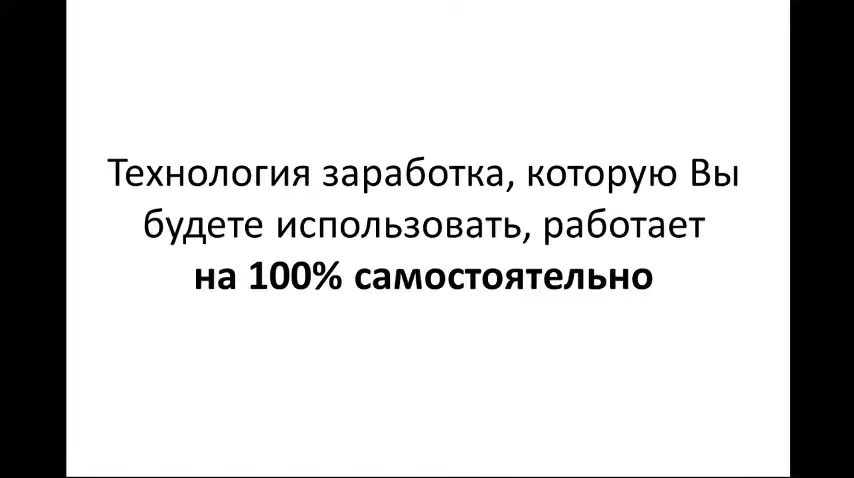 Технология заработка, которую Вы
будете использовать, работает
на 100% самостоятельно